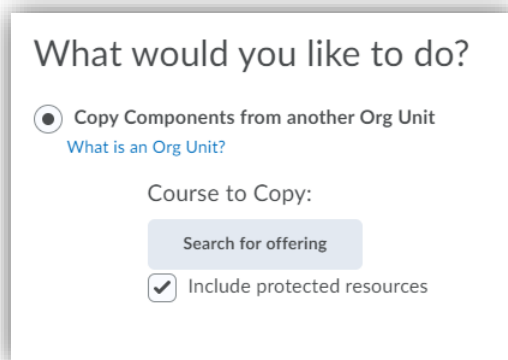 What would you like to do?
Copy Components from another Org Unit
What is an Org Unit?
Course to Copy:
Search for offering
Include protected resources